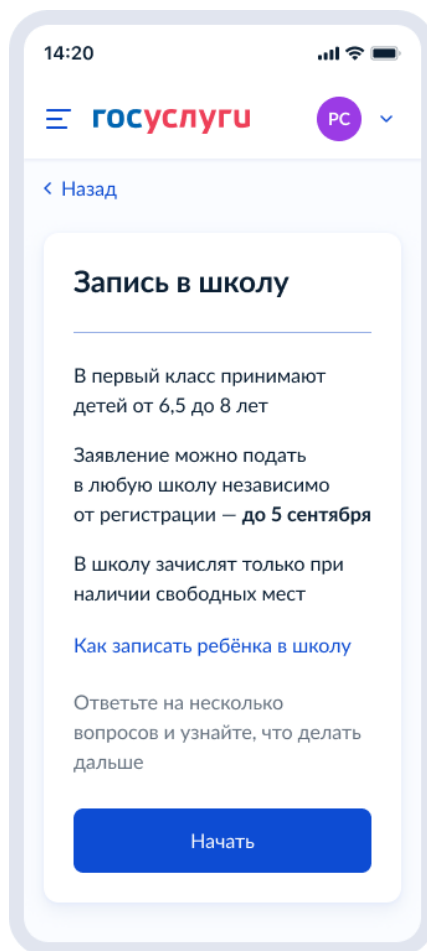 14:20
госуслуги
РС
Назад
Запись в школу
В первый класс принимают
детей от 6,5 до 8 лет
Заявление можно подать
в любую школу независимо
от регистрации — до 5 сентября
В школу зачислят только при
наличии свободных мест
Как записать ребёнка в школу
Ответьте на несколько
вопросов и узнайте, что делать
дальше
Начать